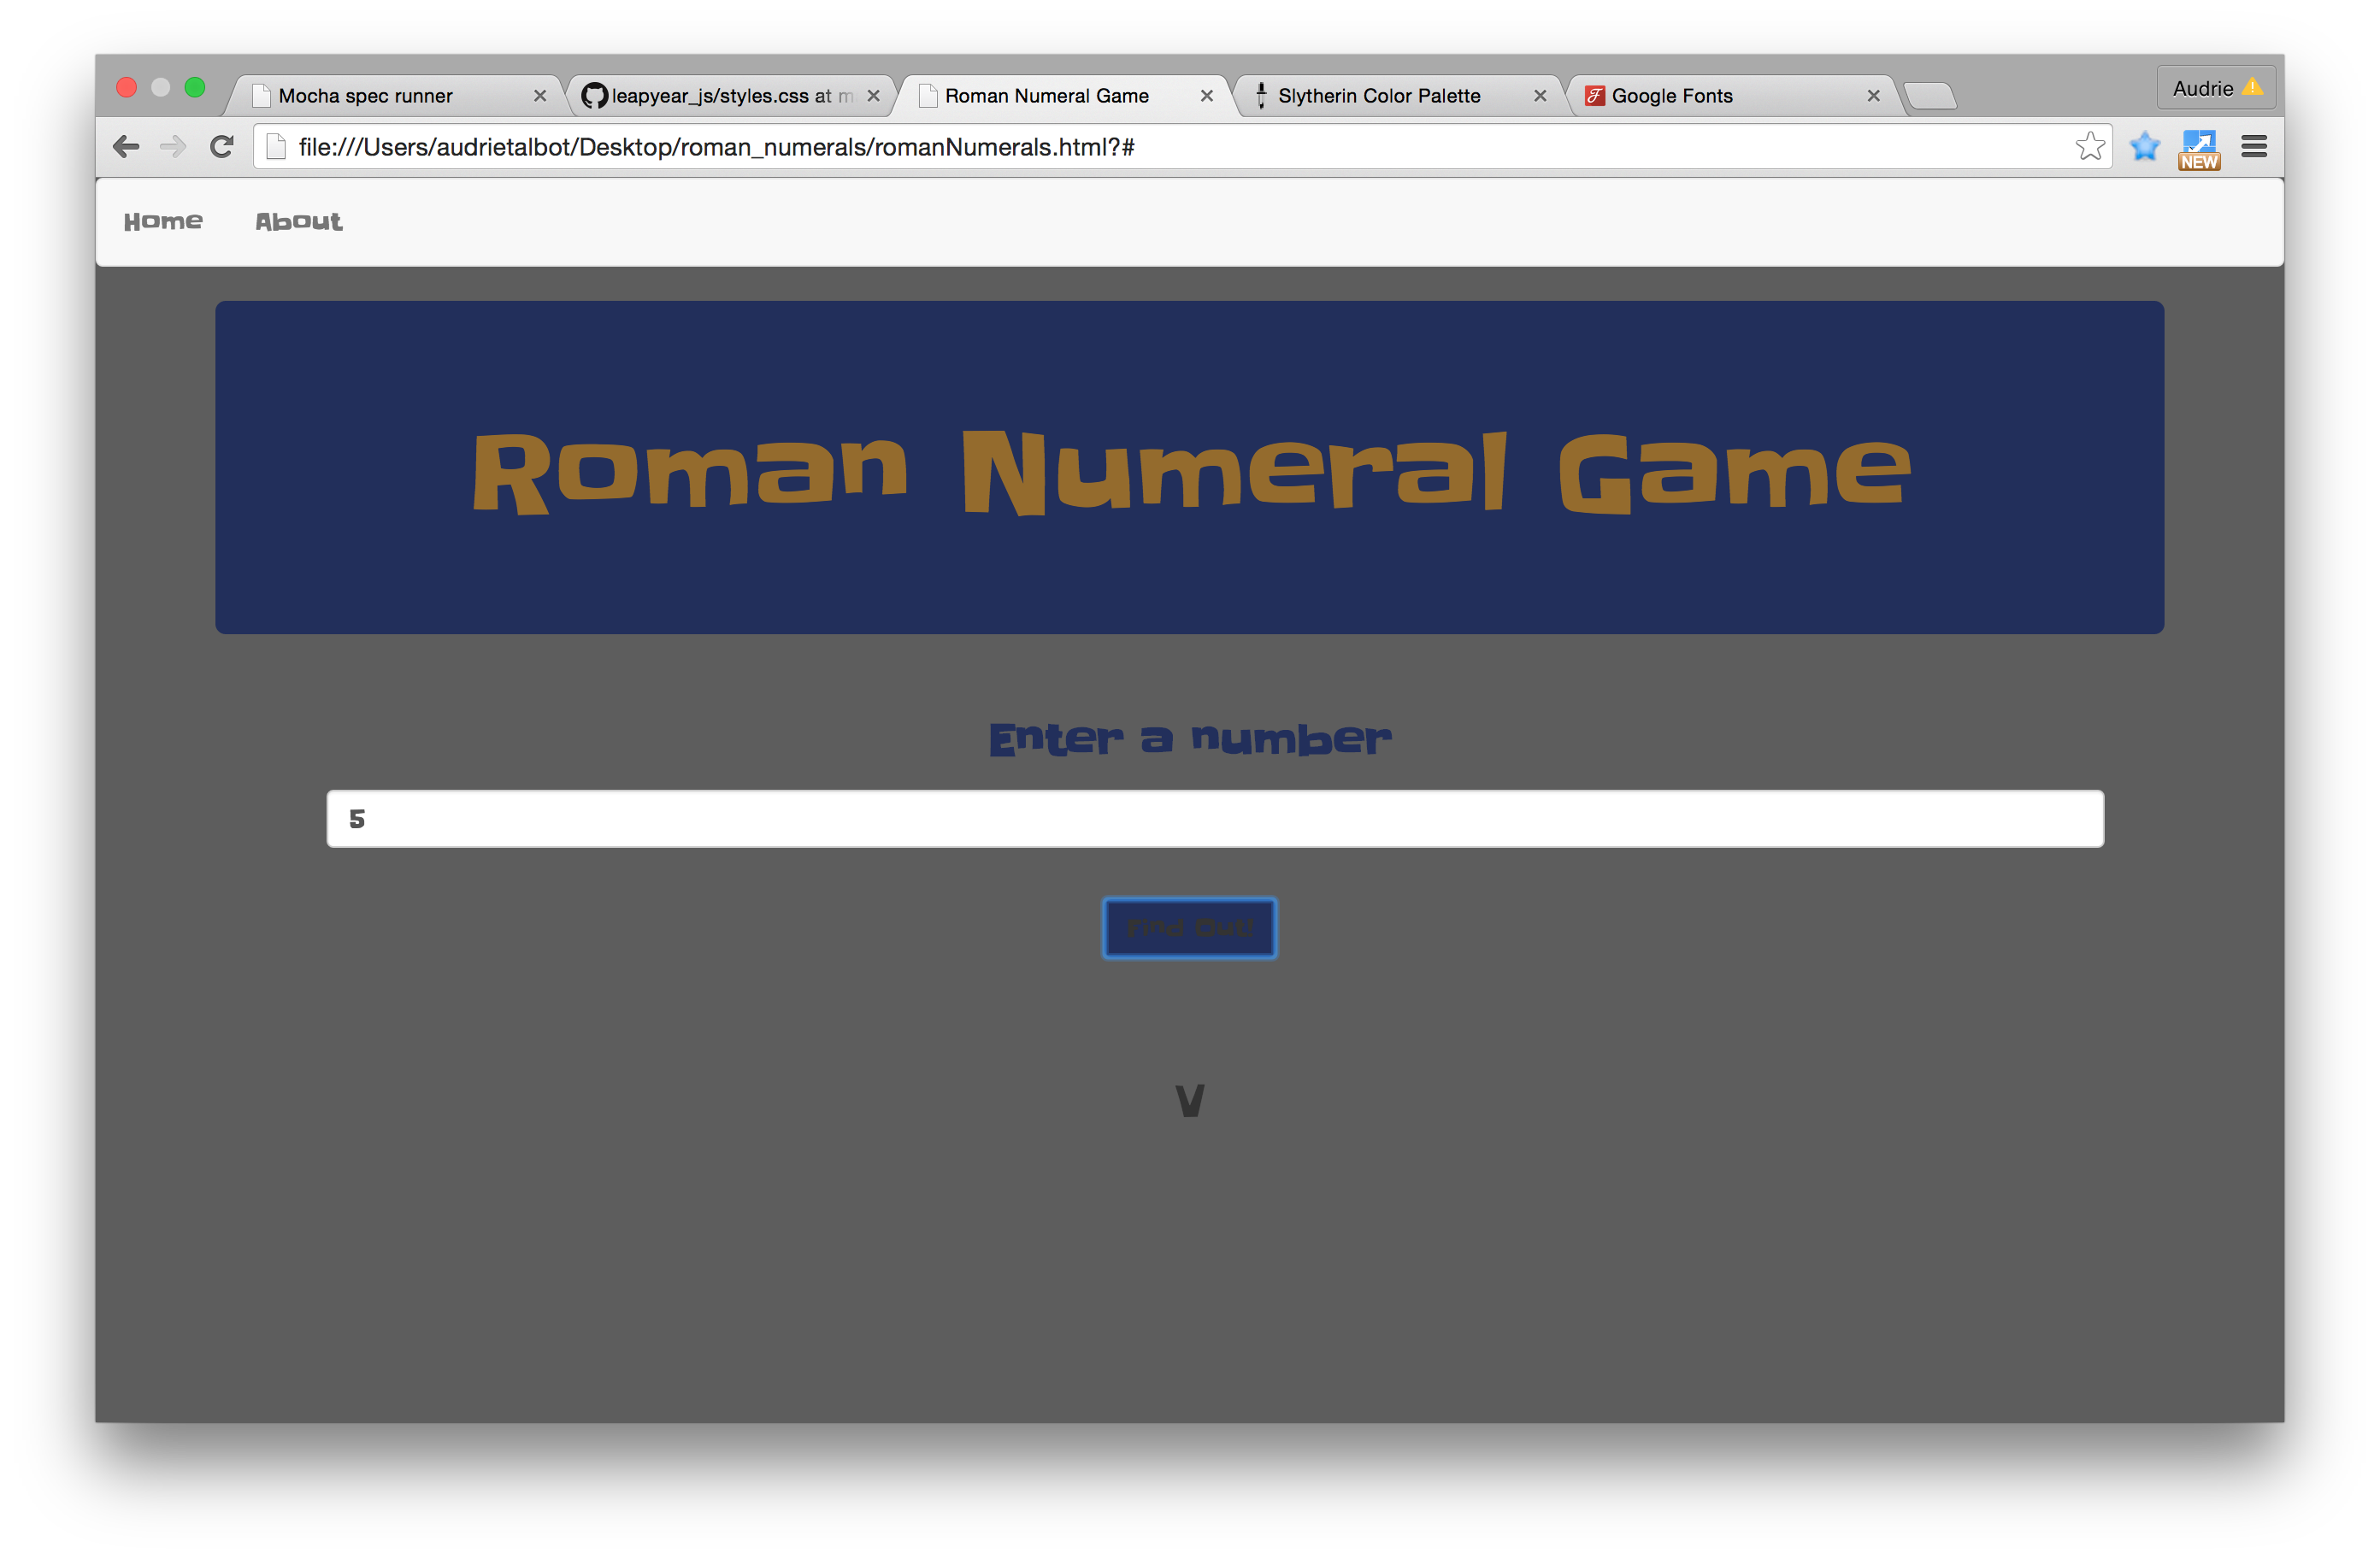 Mocha spec runner
leapyear_js/styles.css at m
Roman Numeral Game
Slytherin Color Palette
Google Fonts
Audrie
file:///Users/audrietalbot/Desktop/roman_numerals/romanNumerals.html?#
NEW
Home About
Roman Numeral Game
Enter a number
5
Find Out!
V